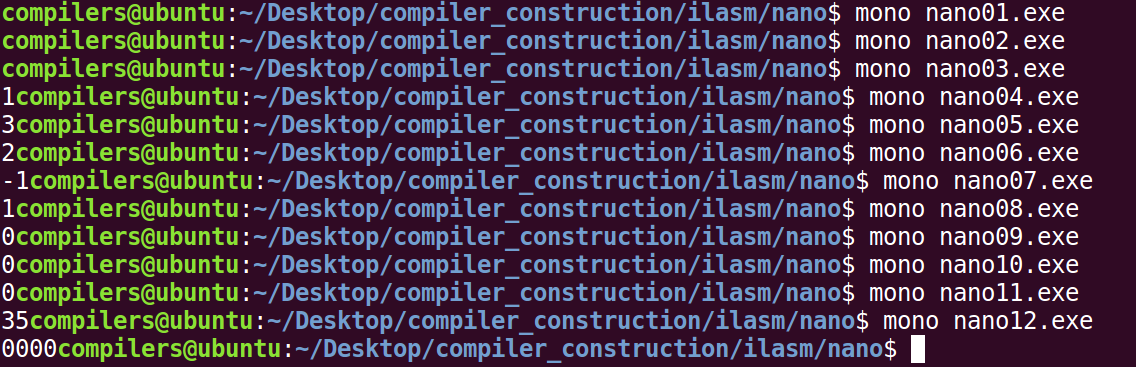 compilers@ubuntu:~/Desktop/compiler_construction/ilasm/nano$ mono nano01.exe
compilers@ubuntu:~/Desktop/compiler_construction/ilasm/nano$ mono nano02.exe
compilers@ubuntu:~/Desktop/compiler_construction/ilasm/nano$ mono nano03.exe
1compilers@ubuntu:~/Desktop/compiler_construction/ilasm/nano$ mono nano04.exe
3compilers@ubuntu:~/Desktop/compiler_construction/ilasm/nano$ mono nano05.exe
2compilers@ubuntu:~/Desktop/compiler_construction/ilasm/nano$ mono nano06.exe
-1compilers@ubuntu:~/Desktop/compiler_construction/ilasm/nano$ mono nano07.exe
1compilers@ubuntu:~/Desktop/compiler_construction/ilasm/nano$ mono nano08.exe
0compilers@ubuntu:~/Desktop/compiler_construction/ilasm/nano$ mono nano09.exe
0compilers@ubuntu:~/Desktop/compiler_construction/ilasm/nano$ mono nano10.exe
0compilers@ubuntu:~/Desktop/compiler_construction/ilasm/nano$ mono nano11.exe
35compilers@ubuntu:~/Desktop/compiler_construction/ilasm/nano$ mono nano12.exe
0000compilers@ubuntu:~/Desktop/compiler_construction/ilasm/nano$